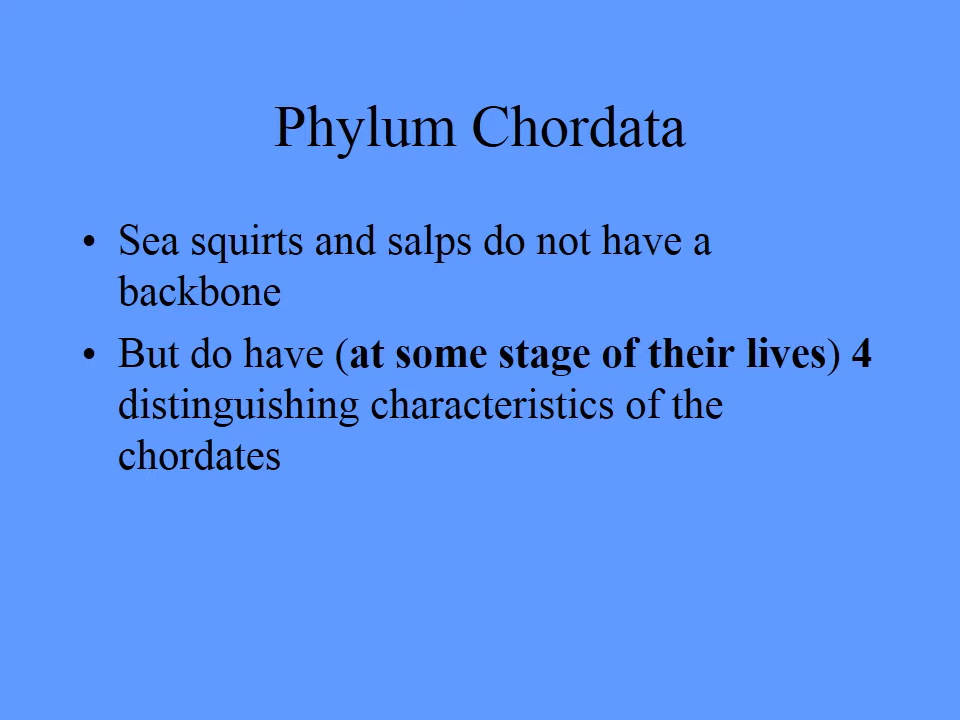 Phylum Chordata
• Sea squirts and salps do not have a
backbone
• But do have (at some stage of their lives) 4
distinguishing characteristics of the
chordates